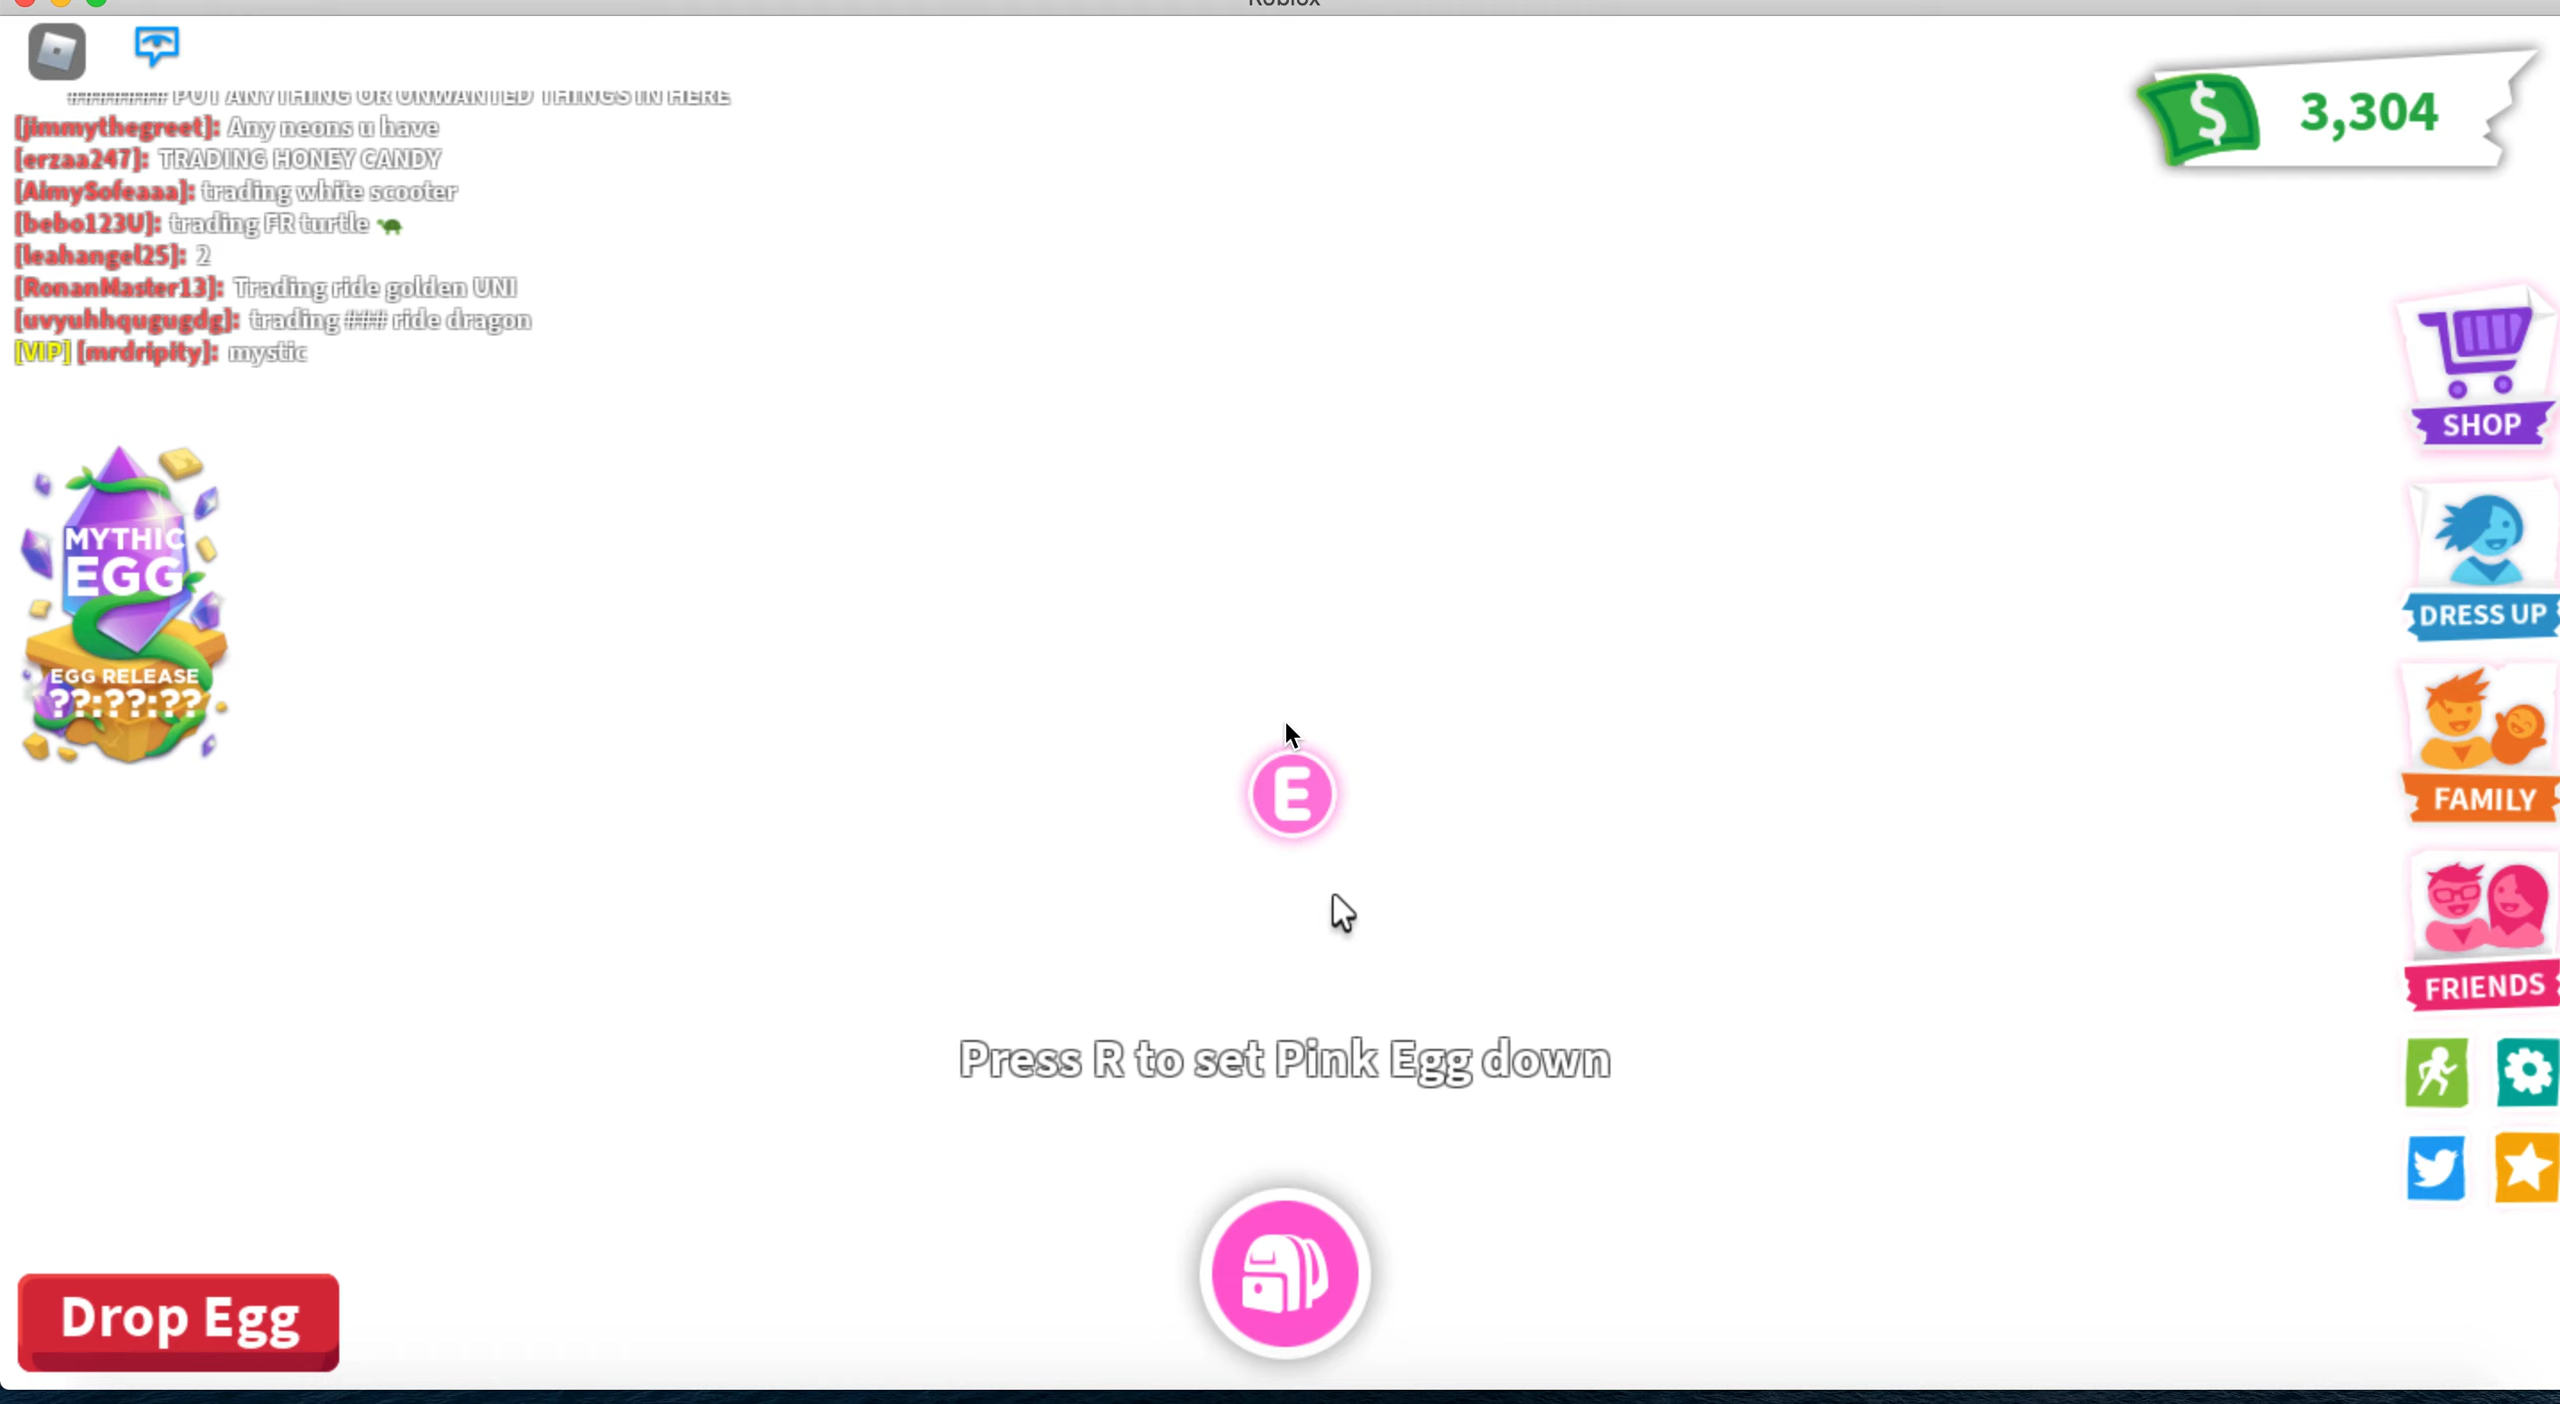 Roblox
######## PUT ANYTHING OR UNWANTED THINGS IN HERE
[jimmythegreet]: Any neons u have
[erzaa247]: TRADING HONEY CANDY
[AimySofeaaa]: trading white scooter
[bebo123U]: trading FR turtle 🐢
[leahangel25]: 2
[RonanMaster13]: Trading ride golden UNI
[uvyuhhqugugdg]: trading ### ride dragon
[VIP] [mrdripity]: mystic
3,304
MYTHIC
EGG
EGG RELEASE
??:??:??
SHOP
DRESS UP
FAMILY
FRIENDS
E
Press R to set Pink Egg down
Drop Egg